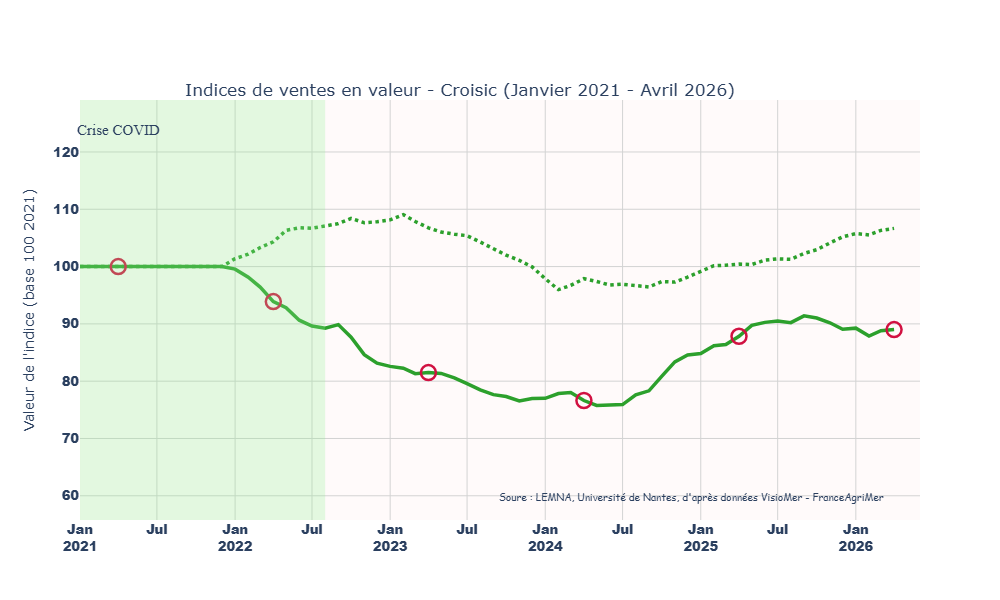 Indices de ventes en valeur - Croisic (Janvier 2021 - Avril 2026)
Crise COVID
Valeur de l'indice (base 100 2021)
120
110
100
90
80
70
60
Soure : LEMNA, Université de Nantes, d'après données VisioMer - FranceAgriMer
Jan Jul Jan Jul Jan Jul Jan Jul Jan Jul Jan
2021 2022 2023 2024 2025 2026